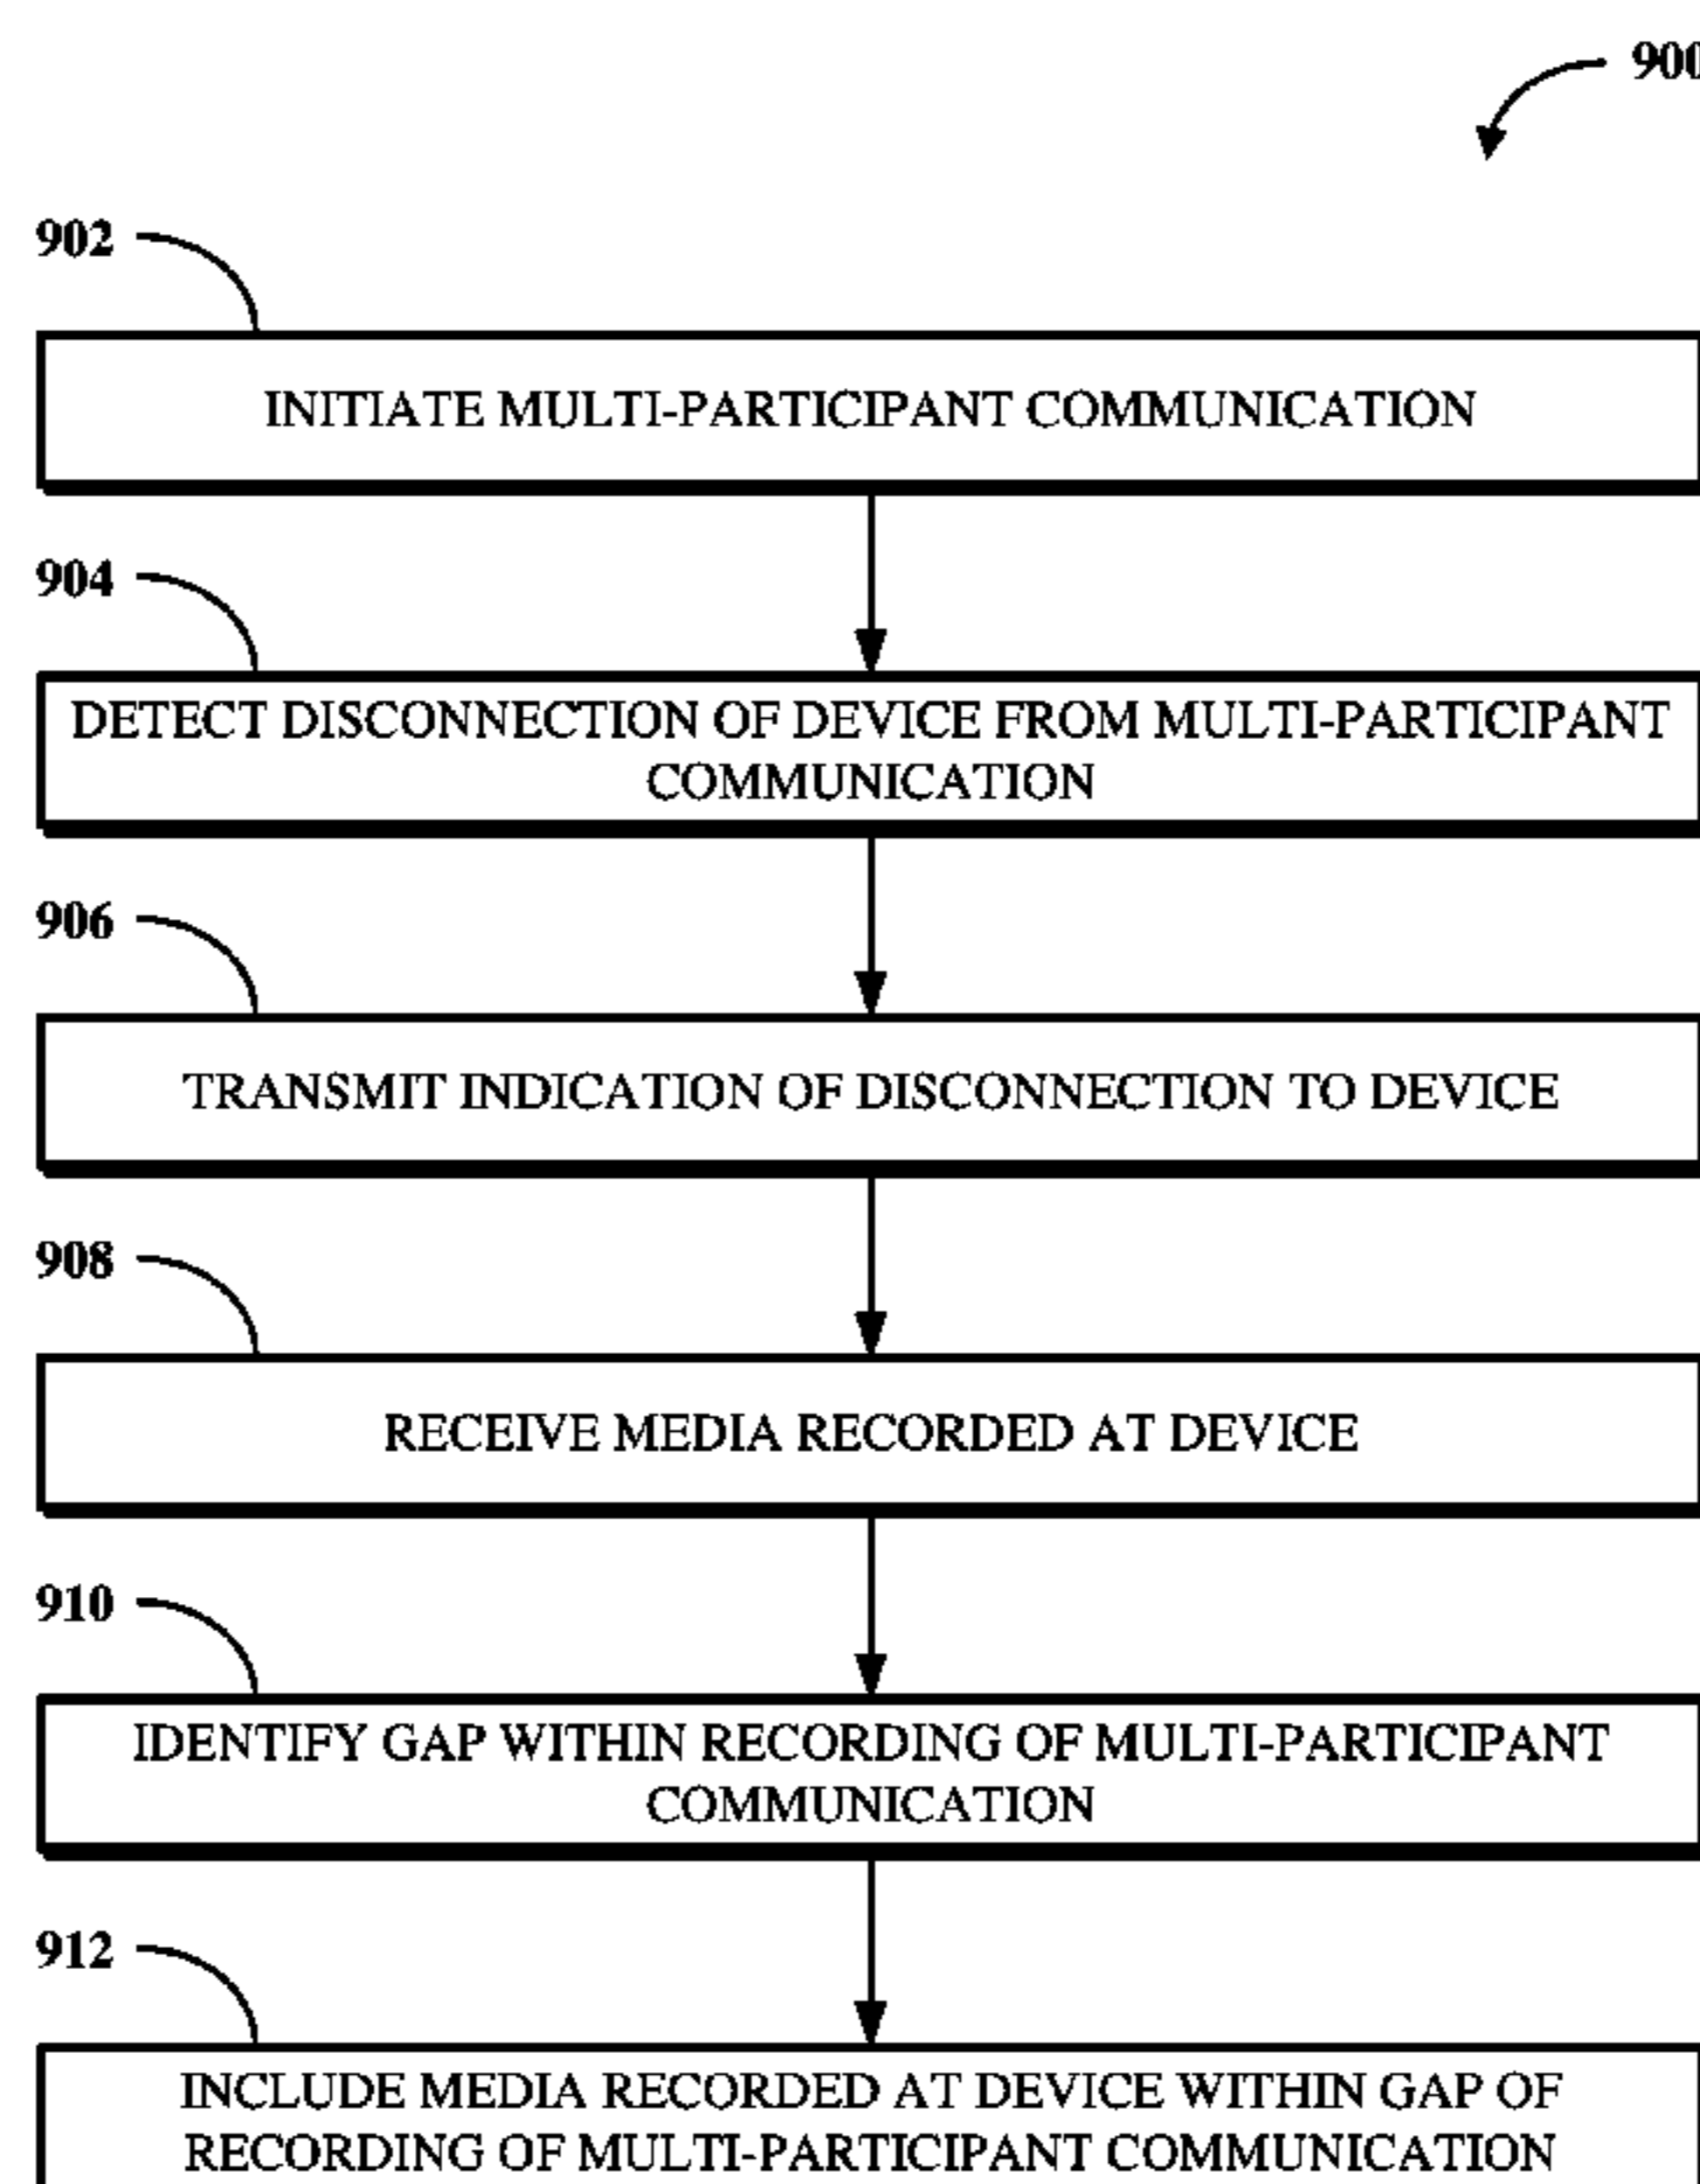 900
902
INITIATE MULTI-PARTICIPANT COMMUNICATION
904
DETECT DISCONNECTION OF DEVICE FROM MULTI-PARTICIPANT
COMMUNICATION
906
TRANSMIT INDICATION OF DISCONNECTION TO DEVICE
908
RECEIVE MEDIA RECORDED AT DEVICE
910
IDENTIFY GAP WITHIN RECORDING OF MULTI-PARTICIPANT
COMMUNICATION
912
INCLUDE MEDIA RECORDED AT DEVICE WITHIN GAP OF
RECORDING OF MULTI-PARTICIPANT COMMUNICATION